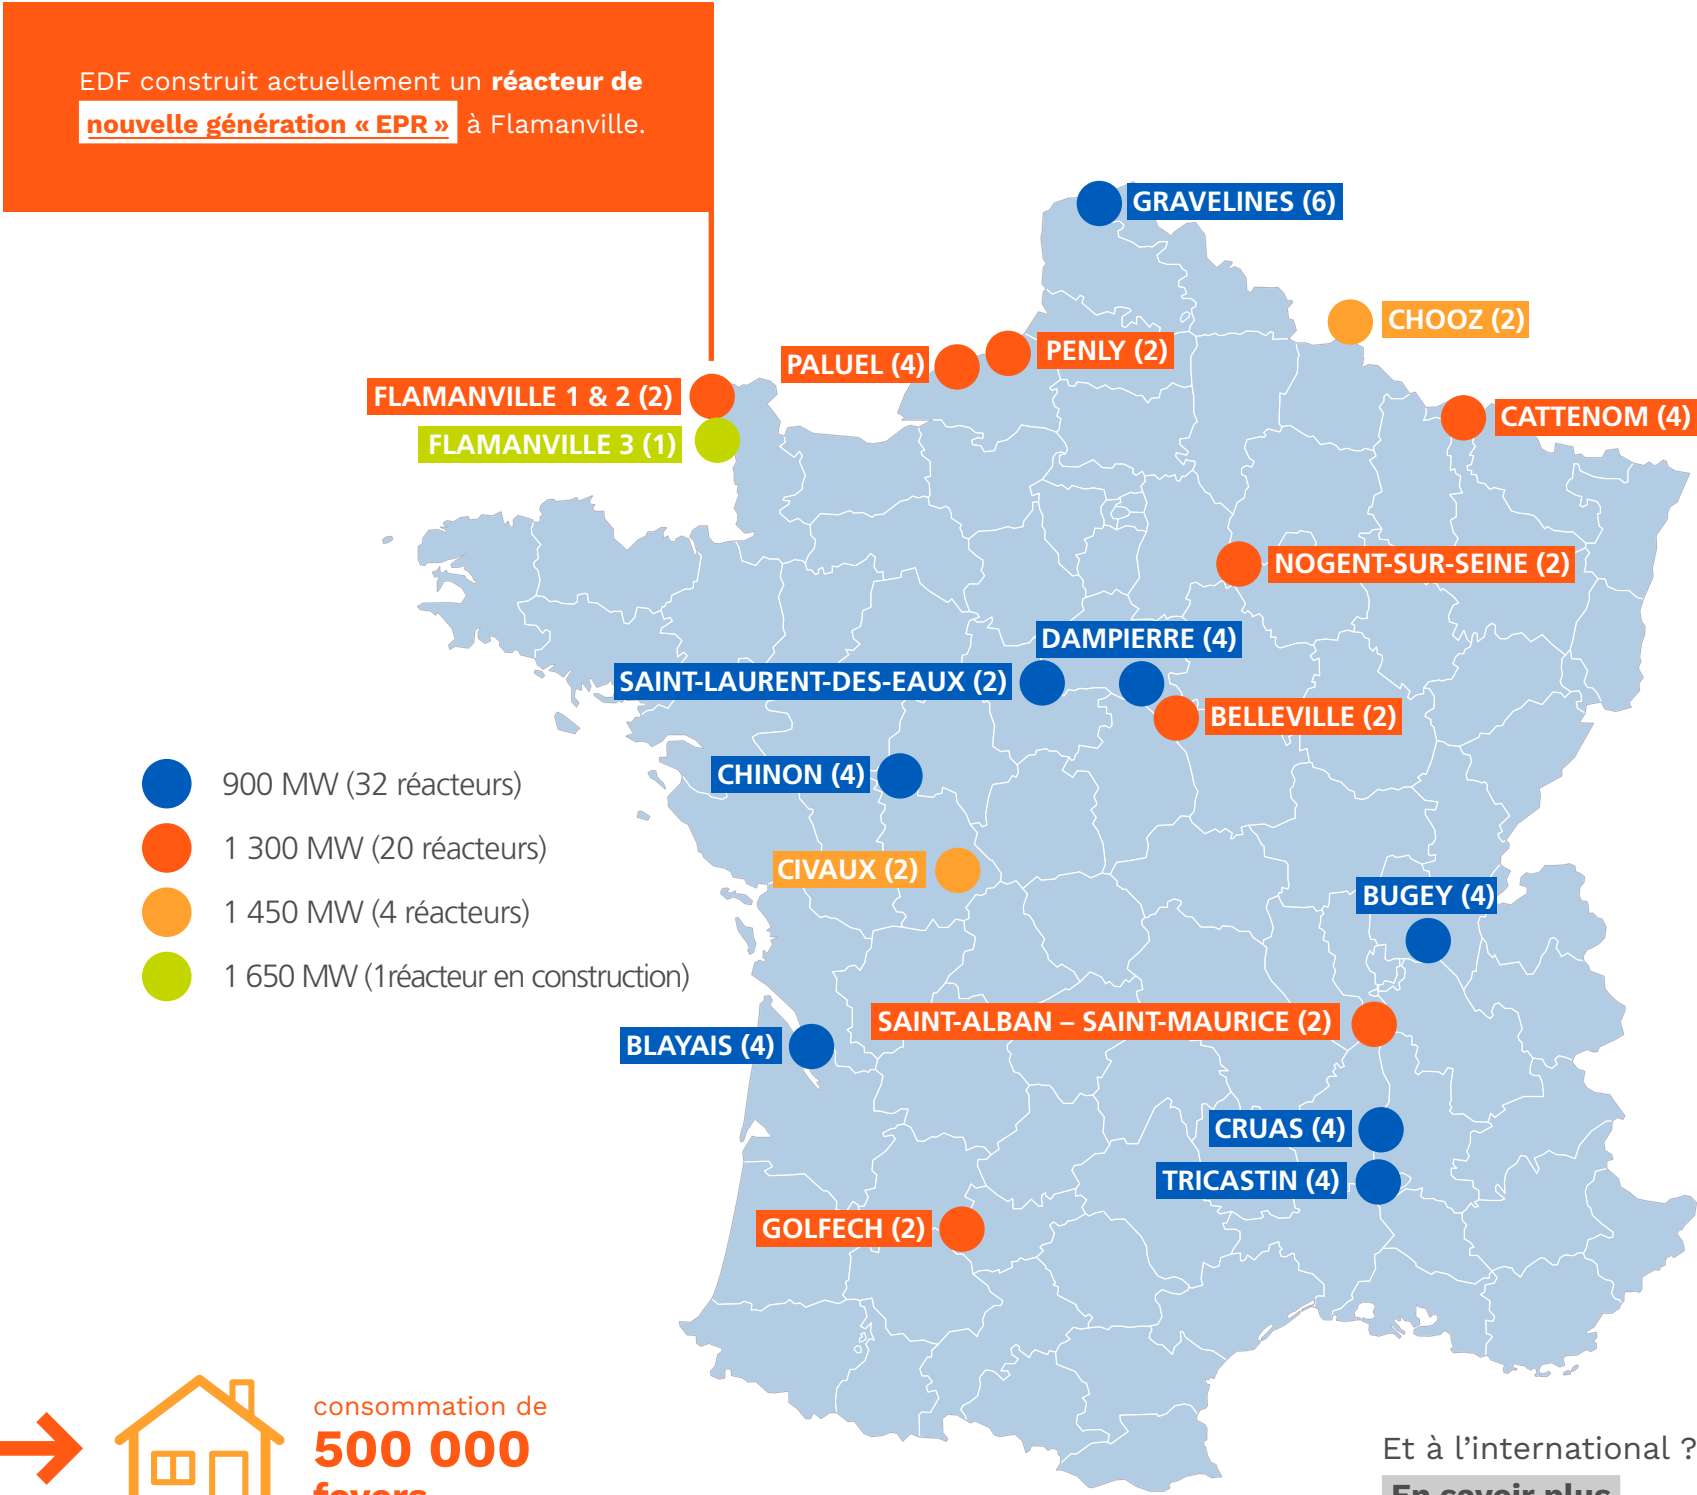 EDF construit actuellement un réacteur de
nouvelle génération « EPR » à Flamanville.
GRAVELINES (6)
CHOOZ (2)
PENLY (2)
PALUEL (4)
FLAMANVILLE 1 & 2 (2)
CATTENOM (4)
FLAMANVILLE 3 (1)
NOGENT-SUR-SEINE (2)
DAMPIERRE (4)
SAINT-LAURENT-DES-EAUX (2)
BELLEVILLE (2)
CHINON (4)
900 MW (32 réacteurs)
1 300 MW (20 réacteurs)
1 450 MW (4 réacteurs)
1 650 MW (1réacteur en construction)
CIVAUX (2)
BUGEY (4)
SAINT-ALBAN – SAINT-MAURICE (2)
BLAYAIS (4)
CRUAS (4)
TRICASTIN (4)
GOLFECH (2)
consommation de
500 000
foyers
Et à l’international ?
En savoir plus